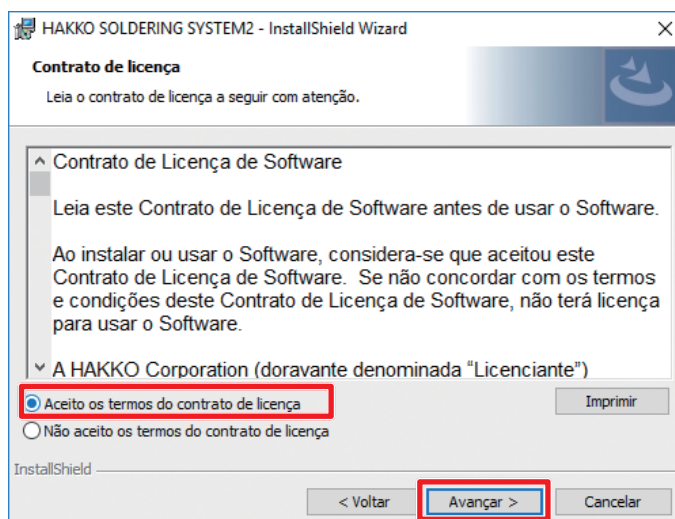 HAKKO SOLDERING SYSTEM2 - InstallShield Wizard
Contrato de licença
Leia o contrato de licença a seguir com atenção.
Contrato de Licença de Software
Leia este Contrato de Licença de Software antes de usar o Software.
Ao instalar ou usar o Software, considera-se que aceitou este
Contrato de Licença de Software.  Se não concordar com os termos
e condições deste Contrato de Licença de Software, não terá licença
para usar o Software.
A HAKKO Corporation (doravante denominada “Licenciante”)
Aceito os termos do contrato de licença
Imprimir
Não aceito os termos do contrato de licença
InstallShield
< Voltar
Avançar >
Cancelar